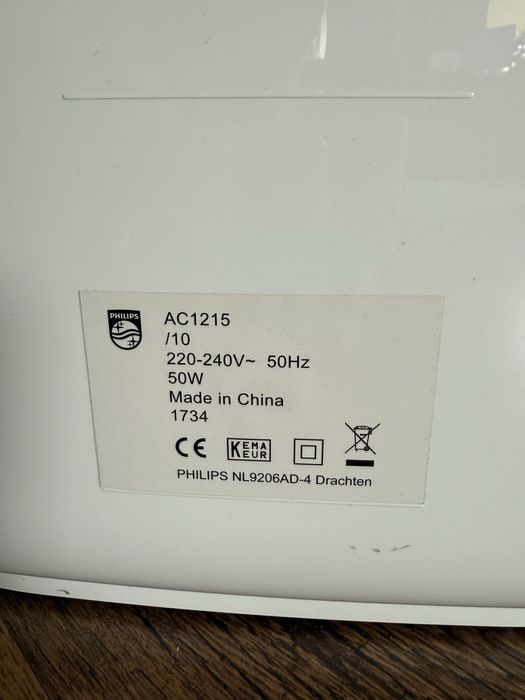 PHILIPS
AC1215
/10
220-240V~ 50Hz
50W
Made in China
1734
CE KEMA KEUR
PHILIPS NL9206AD-4 Drachten